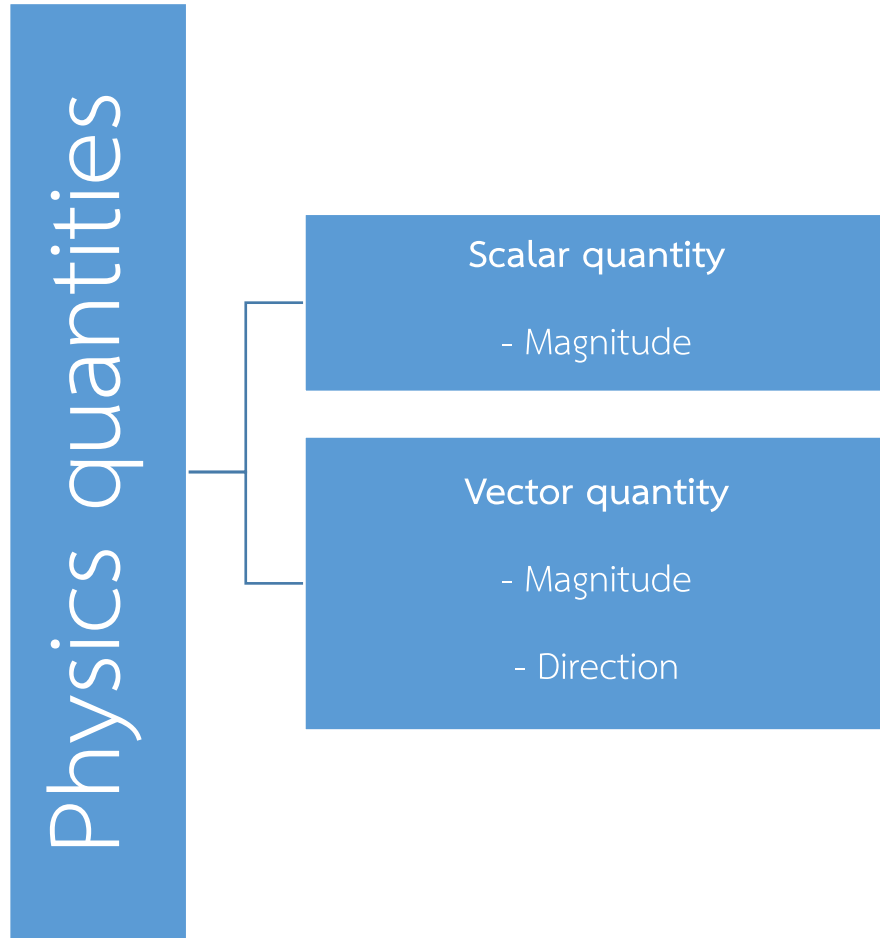 Physics quantities
Scalar quantity
- Magnitude
Vector quantity
- Magnitude
- Direction